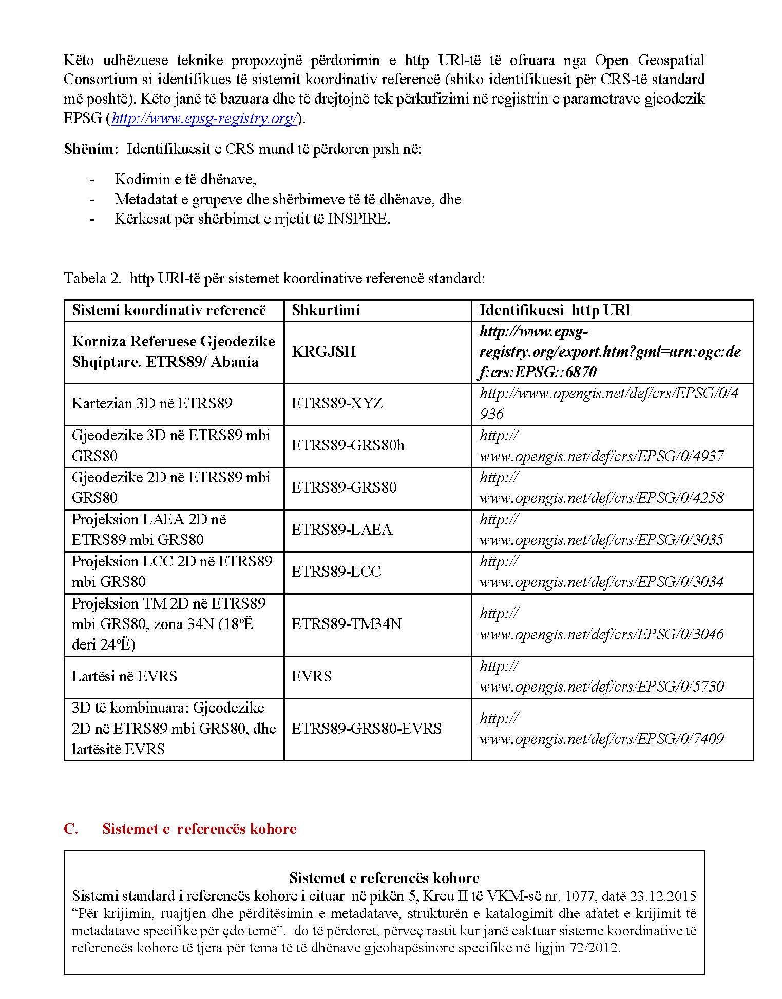 Këto udhëzuese teknike propozojnë përdorimin e http URl-të të ofruara nga Open Geospatial
Consortium si identifikues të sistemit koordinativ referencë (shiko identifikuesit për CRS-të standard
më poshtë). Këto janë të bazuara dhe të drejtojnë tek përkufizimi në regjistrin e parametrave gjeodezik
EPSG (http://www.epsg-registry.org/).
Shënim: Identifikuesit e CRS mund të përdoren prsh në:
- Kodimin e të dhënave,
- Metadatat e grupeve dhe shërbimeve të të dhënave, dhe
- Kërkesat për shërbimet e rrjetit të INSPIRE.
Tabela 2. http URl-të për sistemet koordinative referencë standard:
Sistemi koordinativ referencë
Shkurtimi
Identifikuesi http URl
Korniza Referuese Gjeodezike
Shqiptare. ETRS89/ Abania
KRGJSH
http://www.epsg-
registry.org/export.htm?gml=urn:ogc:de
f:crs:EPSG::6870
Kartezian 3D në ETRS89
ETRS89-XYZ
http://www.opengis.net/def/crs/EPSG/0/4
936
Gjeodezike 3D në ETRS89 mbi
GRS80
ETRS89-GRS80h
http://
www.opengis.net/def/crs/EPSG/0/4937
Gjeodezike 2D në ETRS89 mbi
GRS80
ETRS89-GRS80
http://
www.opengis.net/def/crs/EPSG/0/4258
Projeksion LAEA 2D në
ETRS89 mbi GRS80
ETRS89-LAEA
http://
www.opengis.net/def/crs/EPSG/0/3035
Projeksion LCC 2D në ETRS89
mbi GRS80
ETRS89-LCC
http://
www.opengis.net/def/crs/EPSG/0/3034
Projeksion TM 2D në ETRS89
mbi GRS80, zona 34N (18ºË
deri 24ºË)
ETRS89-TM34N
http://
www.opengis.net/def/crs/EPSG/0/3046
Lartësi në EVRS
EVRS
http://
www.opengis.net/def/crs/EPSG/0/5730
3D të kombinuara: Gjeodezike
2D në ETRS89 mbi GRS80, dhe
lartësitë EVRS
ETRS89-GRS80-EVRS
http://
www.opengis.net/def/crs/EPSG/0/7409
C. Sistemet e referencës kohore
Sistemet e referencës kohore
Sistemi standard i referencës kohore i cituar në pikën 5, Kreu II të VKM-së nr. 1077, datë 23.12.2015
“Për krijimin, ruajtjen dhe përditësimin e metadatave, strukturën e katalogimit dhe afatet e krijimit të
metadatave specifike për çdo temë”. do të përdoret, përveç rastit kur janë caktuar sisteme koordinative të
referencës kohore të tjera për tema të të dhënave gjeohapësinore specifike në ligjin 72/2012.